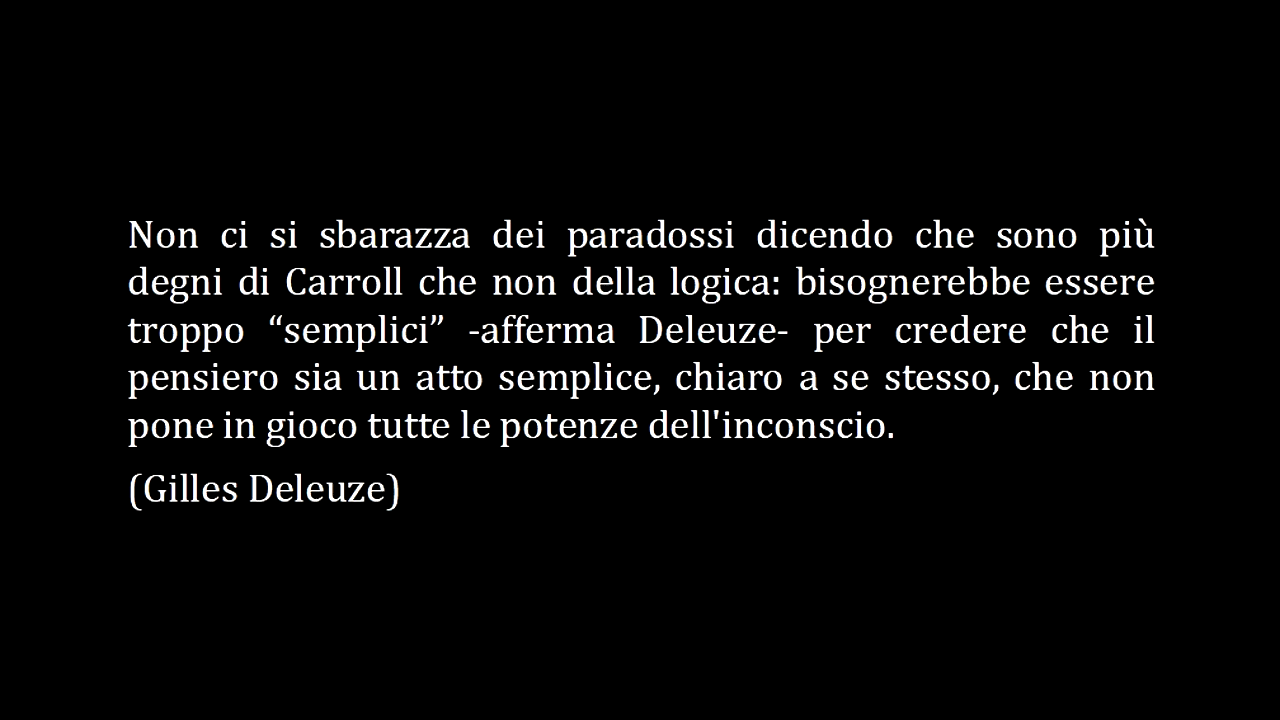 Non ci si sbarazza dei paradossi dicendo che sono più
degni di Carroll che non della logica: bisognerebbe essere
troppo “semplici” -afferma Deleuze- per credere che il
pensiero sia un atto semplice, chiaro a se stesso, che non
pone in gioco tutte le potenze dell'inconscio.
(Gilles Deleuze)